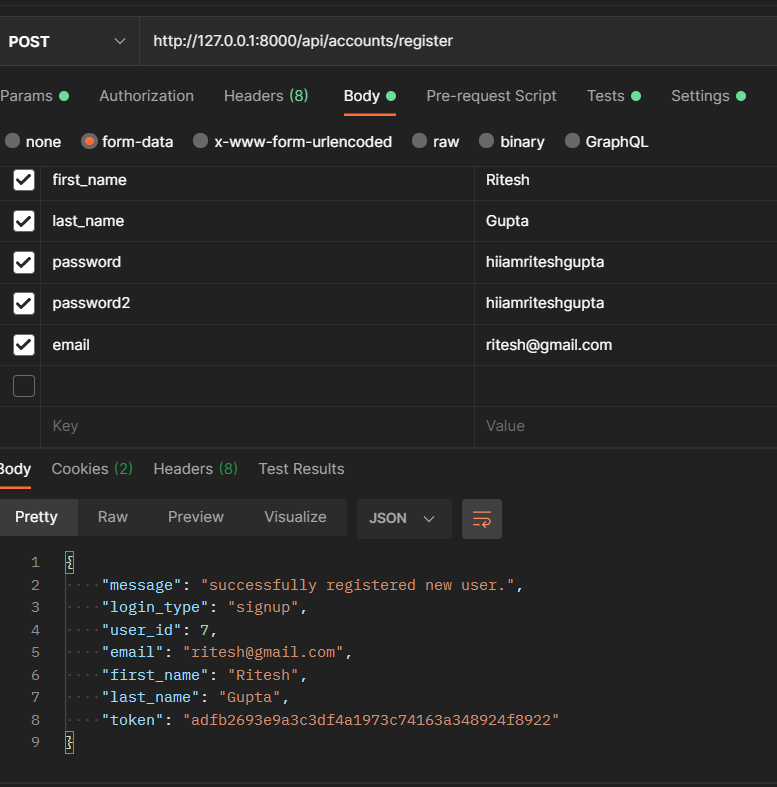 POST http://127.0.0.1:8000/api/accounts/register
Params Authorization Headers (8) Body Pre-request Script Tests Settings
none form-data x-www-form-urlencoded raw binary GraphQL
first_name Ritesh
last_name Gupta
password hiiamriteshgupta
password2 hiiamriteshgupta
email ritesh@gmail.com
Key Value
Body Cookies (2) Headers (8) Test Results
Pretty Raw Preview Visualize JSON
1 {
2 "message": "successfully registered new user.",
3 "login_type": "signup",
4 "user_id": 7,
5 "email": "ritesh@gmail.com",
6 "first_name": "Ritesh",
7 "last_name": "Gupta",
8 "token": "adfb2693e9a3c3df4a1973c74163a348924f8922"
9 }